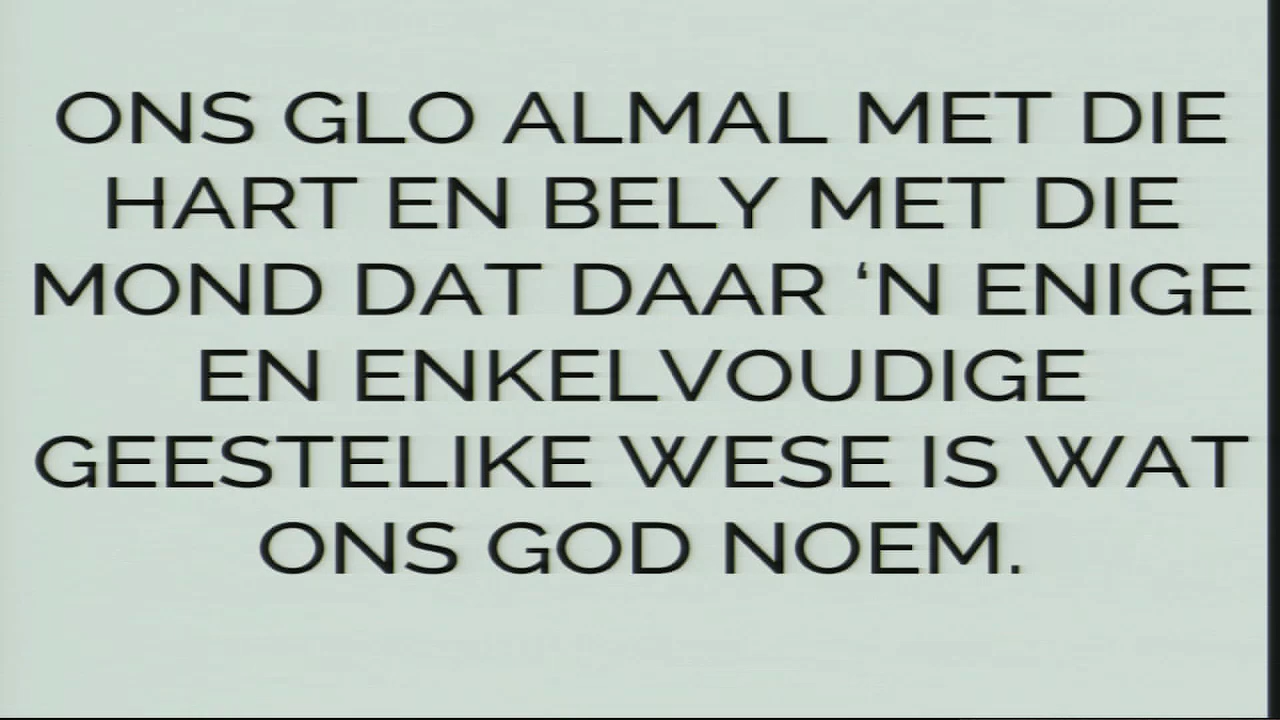 ONS GLO ALMAL MET DIE
HART EN BELY MET DIE
MOND DAT DAAR ‘N ENIGE
EN ENKELVOUDIGE
GEESTELIKE WESE IS WAT
ONS GOD NOEM.